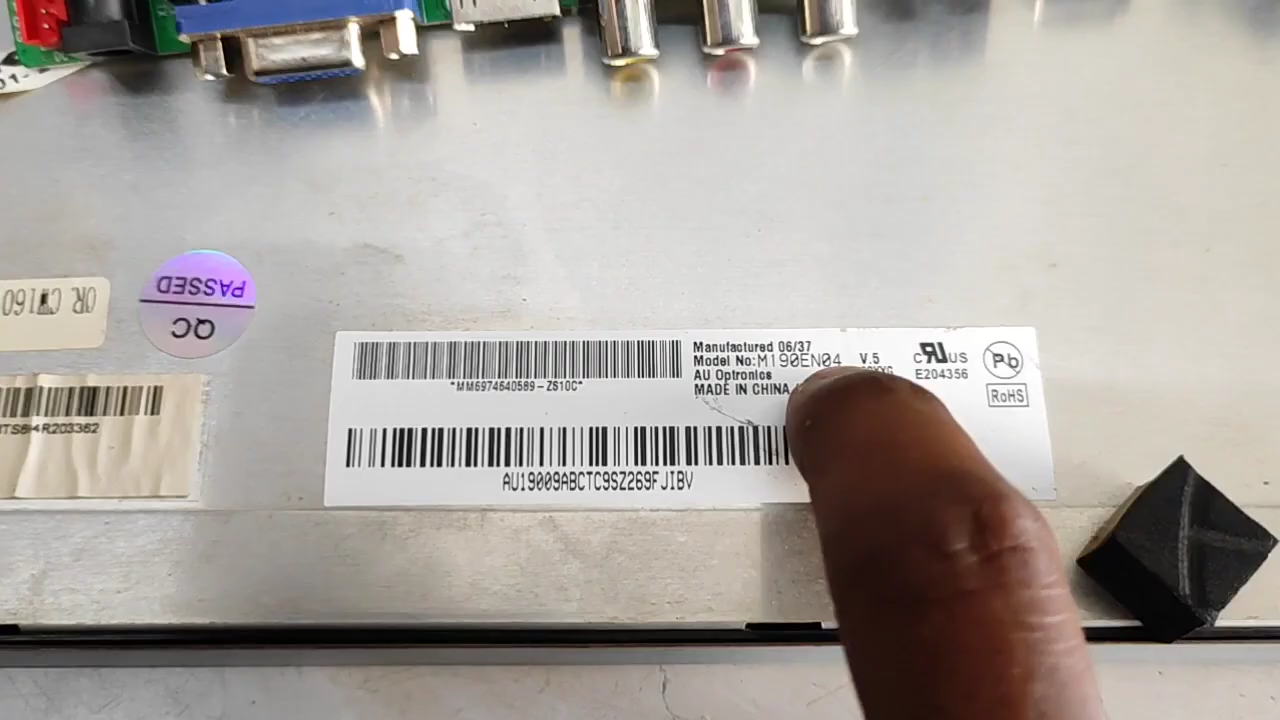 PASSED
QC
Manufactured 06/37
Model No:M190EN04 V.5
AU Optronics
MADE IN CHINA
*MM6974640589-ZS10C*
US
E204356
Pb
RoHS
R203362
AU19009ABCTC9SZ269FJIBV